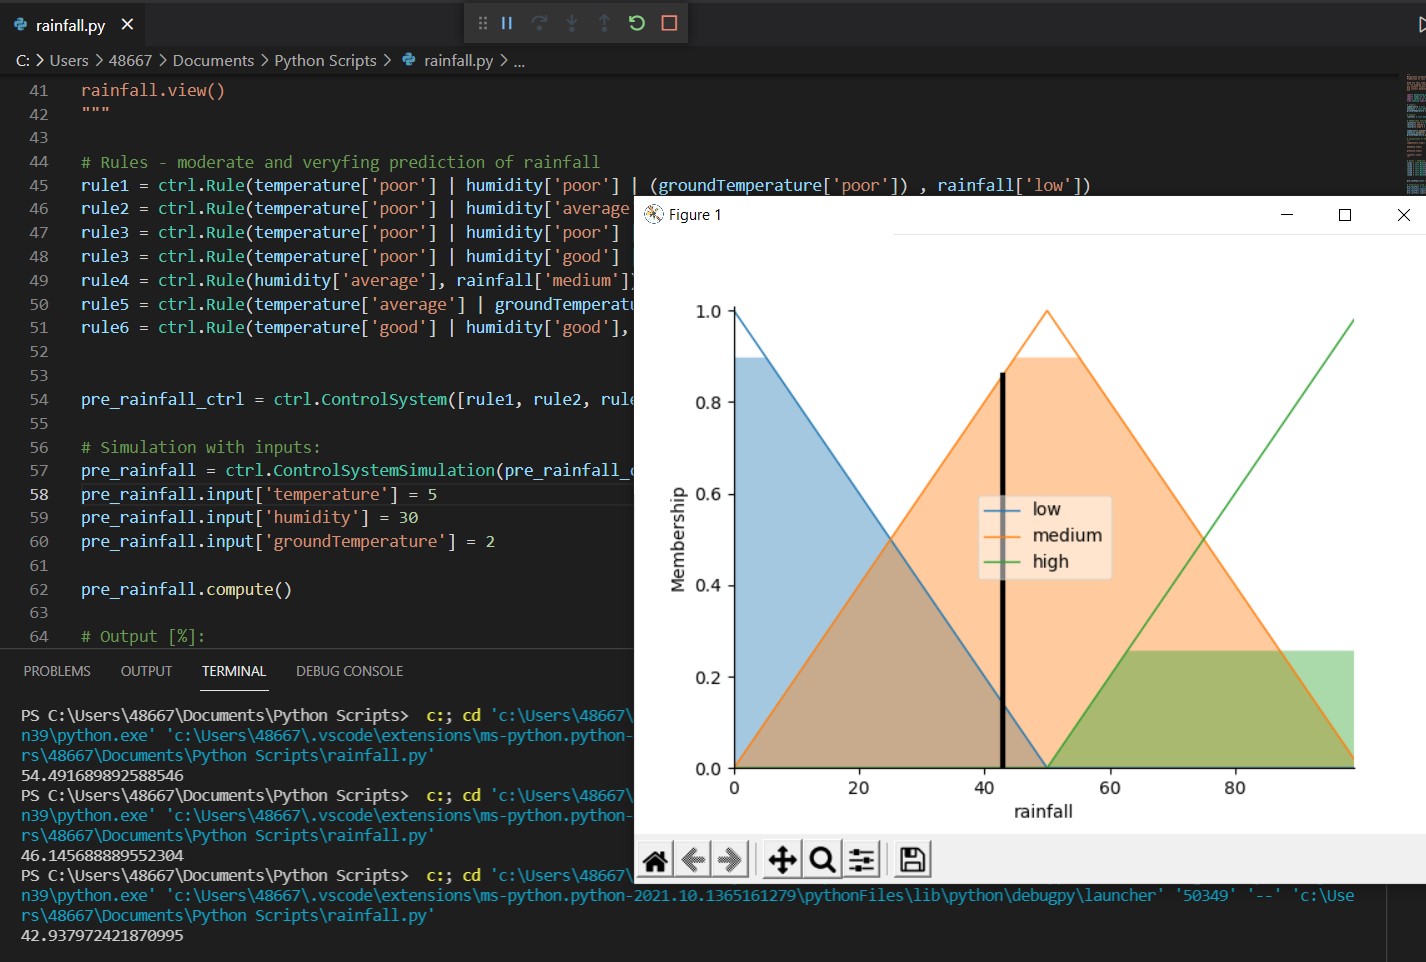 rainfall.py
C: > Users > 48667 > Documents > Python Scripts > rainfall.py > ...
41 rainfall.view()
42 """
43
44 # Rules - moderate and veryfing prediction of rainfall
45 rule1 = ctrl.Rule(temperature['poor'] | humidity['poor'] | (groundTemperature['poor']) , rainfall['low'])
46 rule2 = ctrl.Rule(temperature['poor'] | humidity['average
47 rule3 = ctrl.Rule(temperature['poor'] | humidity['poor']
48 rule3 = ctrl.Rule(temperature['poor'] | humidity['good']
49 rule4 = ctrl.Rule(humidity['average'], rainfall['medium'])
50 rule5 = ctrl.Rule(temperature['average'] | groundTemperatu
51 rule6 = ctrl.Rule(temperature['good'] | humidity['good'],
52
53
54 pre_rainfall_ctrl = ctrl.ControlSystem([rule1, rule2, rule
55
56 # Simulation with inputs:
57 pre_rainfall = ctrl.ControlSystemSimulation(pre_rainfall_c
58 pre_rainfall.input['temperature'] = 5
59 pre_rainfall.input['humidity'] = 30
60 pre_rainfall.input['groundTemperature'] = 2
61
62 pre_rainfall.compute()
63
64 # Output [%]:
PROBLEMS OUTPUT TERMINAL DEBUG CONSOLE
PS C:\Users\48667\Documents\Python Scripts> c:; cd 'c:\Users\48667\
n39\python.exe' 'c:\Users\48667\.vscode\extensions\ms-python.python-
rs\48667\Documents\Python Scripts\rainfall.py'
54.491689892588546
PS C:\Users\48667\Documents\Python Scripts> c:; cd 'c:\Users\48667\
n39\python.exe' 'c:\Users\48667\.vscode\extensions\ms-python.python-
rs\48667\Documents\Python Scripts\rainfall.py'
46.145688889552304
PS C:\Users\48667\Documents\Python Scripts> c:; cd 'c:\Users\48667\
n39\python.exe' 'c:\Users\48667\.vscode\extensions\ms-python.python-2021.10.1365161279\pythonFiles\lib\python\debugpy\launcher' '50349' '--' 'c:\Use
rs\48667\Documents\Python Scripts\rainfall.py'
42.937972421870995
Figure 1
1.0
0.8
0.6
0.4
0.2
0.0
Membership
low
medium
high
0 20 40 60 80
rainfall